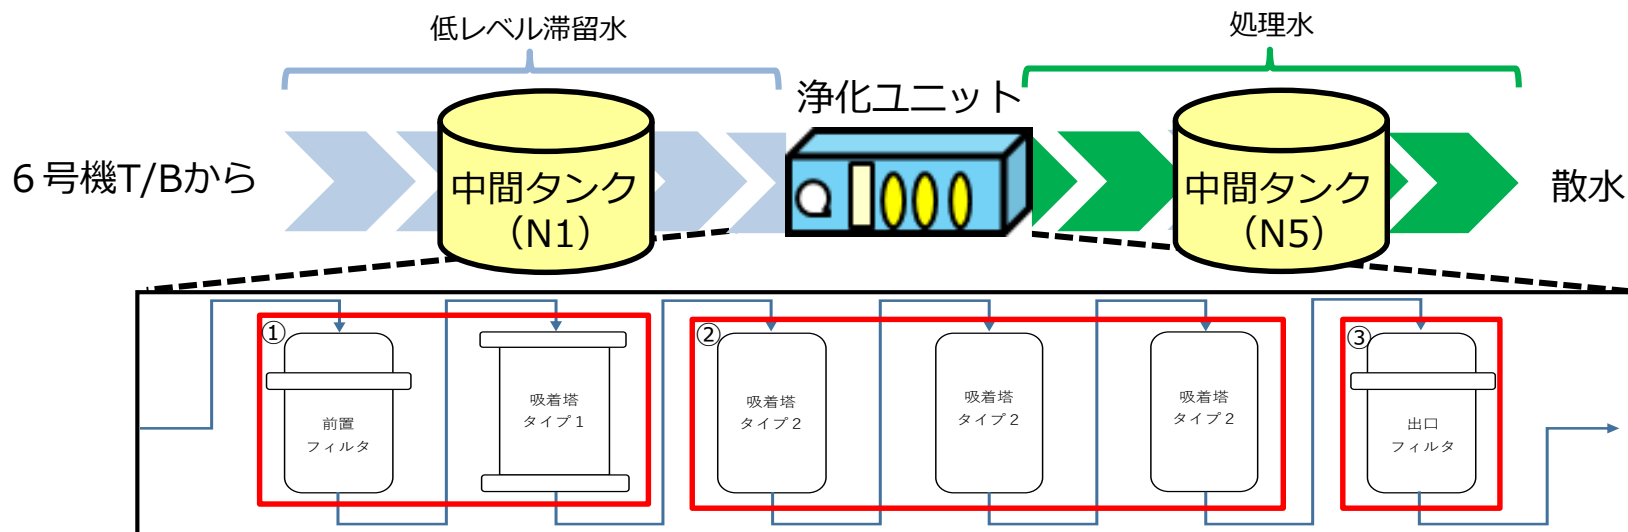 低レベル滞留水
処理水
浄化ユニット
６号機T/Bから
中間タンク
（N1）
中間タンク
（N5）
散水
①
前置
フィルタ
吸着塔
タイプ１
②
吸着塔
タイプ２
吸着塔
タイプ２
吸着塔
タイプ２
③
出口
フィルタ